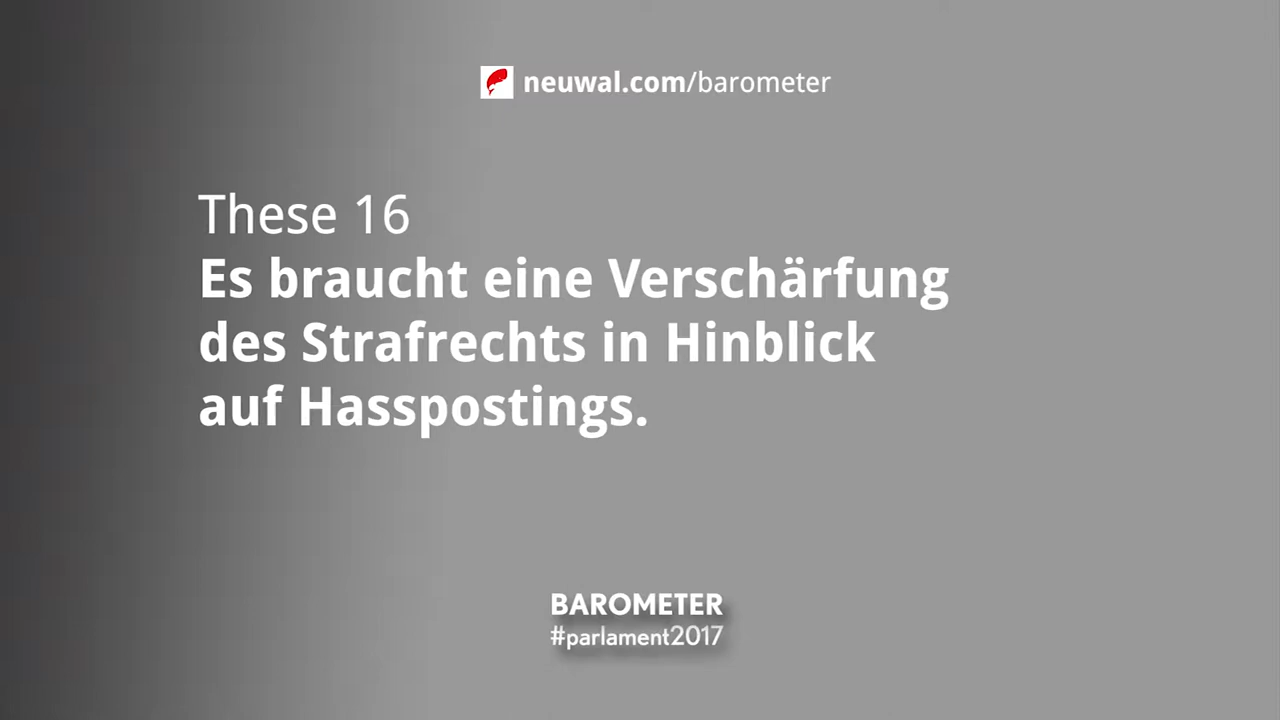 neuwal.com/barometer
These 16
Es braucht eine Verschärfung
des Strafrechts in Hinblick
auf Hasspostings.
BAROMETER
#parlament2017